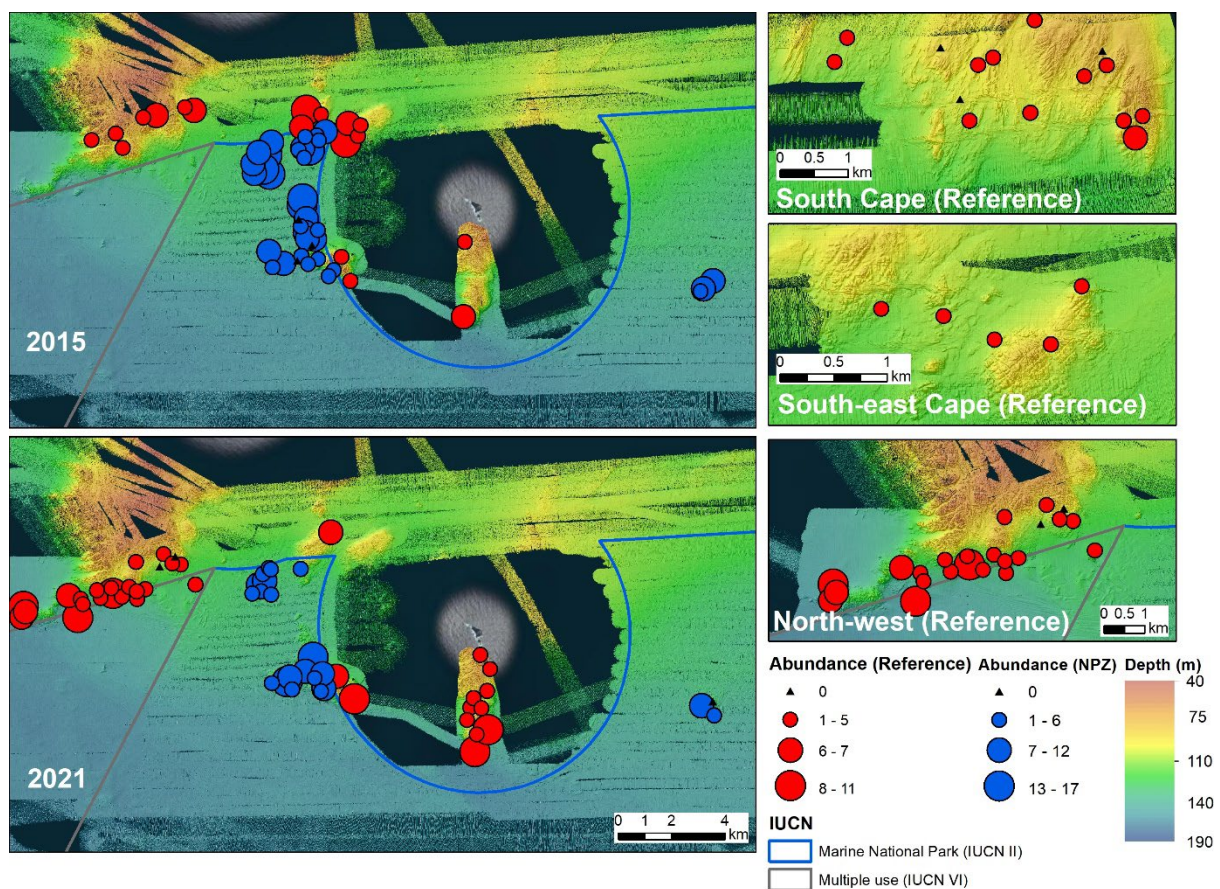 2015
2021
0 1 2 4
km
0 0.5 1
km
South Cape (Reference)
0 0.5 1
km
South-east Cape (Reference)
0 0.5 1
km
North-west (Reference)
Abundance (Reference)
0
1 - 5
6 - 7
8 - 11
Abundance (NPZ)
0
1 - 6
7 - 12
13 - 17
Depth (m)
40
75
110
140
190
IUCN
Marine National Park (IUCN II)
Multiple use (IUCN VI)